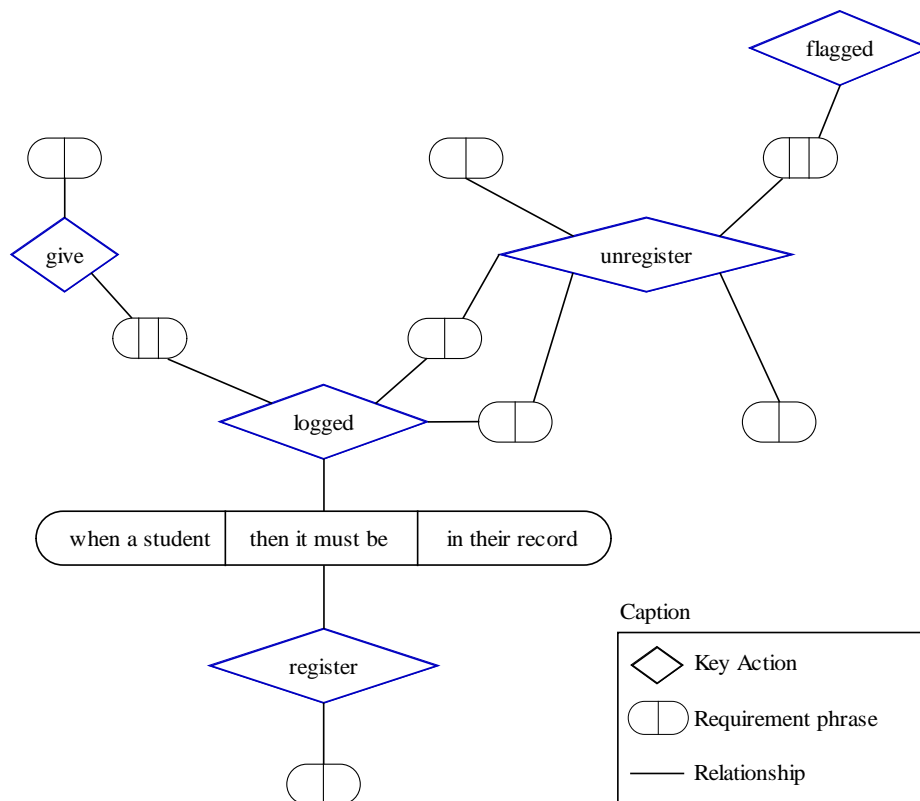 flagged
give
unregister
logged
when a student then it must be in their record
register
Caption
Key Action
Requirement phrase
Relationship